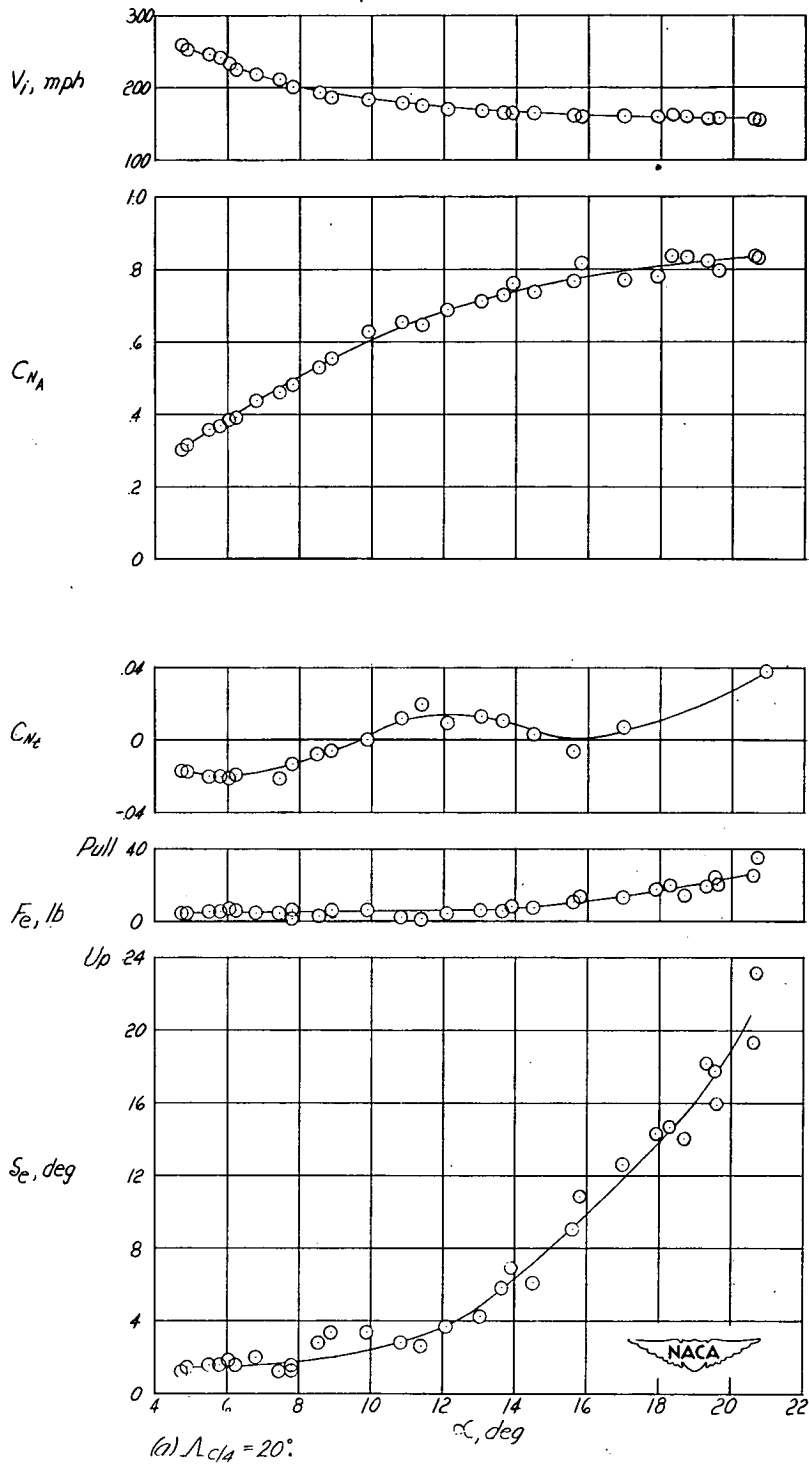 300
V_i, mph
200
100
1.0
.8
.6
C_NA
.4
.2
0
.04
C_Nt
0
-.04
Pull 40
F_e, lb
0
Up 24
20
16
δ_e, deg
12
8
4
NACA
0
4 6 8 10 12 14 16 18 20 22
α, deg
(a) Λ_c/4 = 20°.